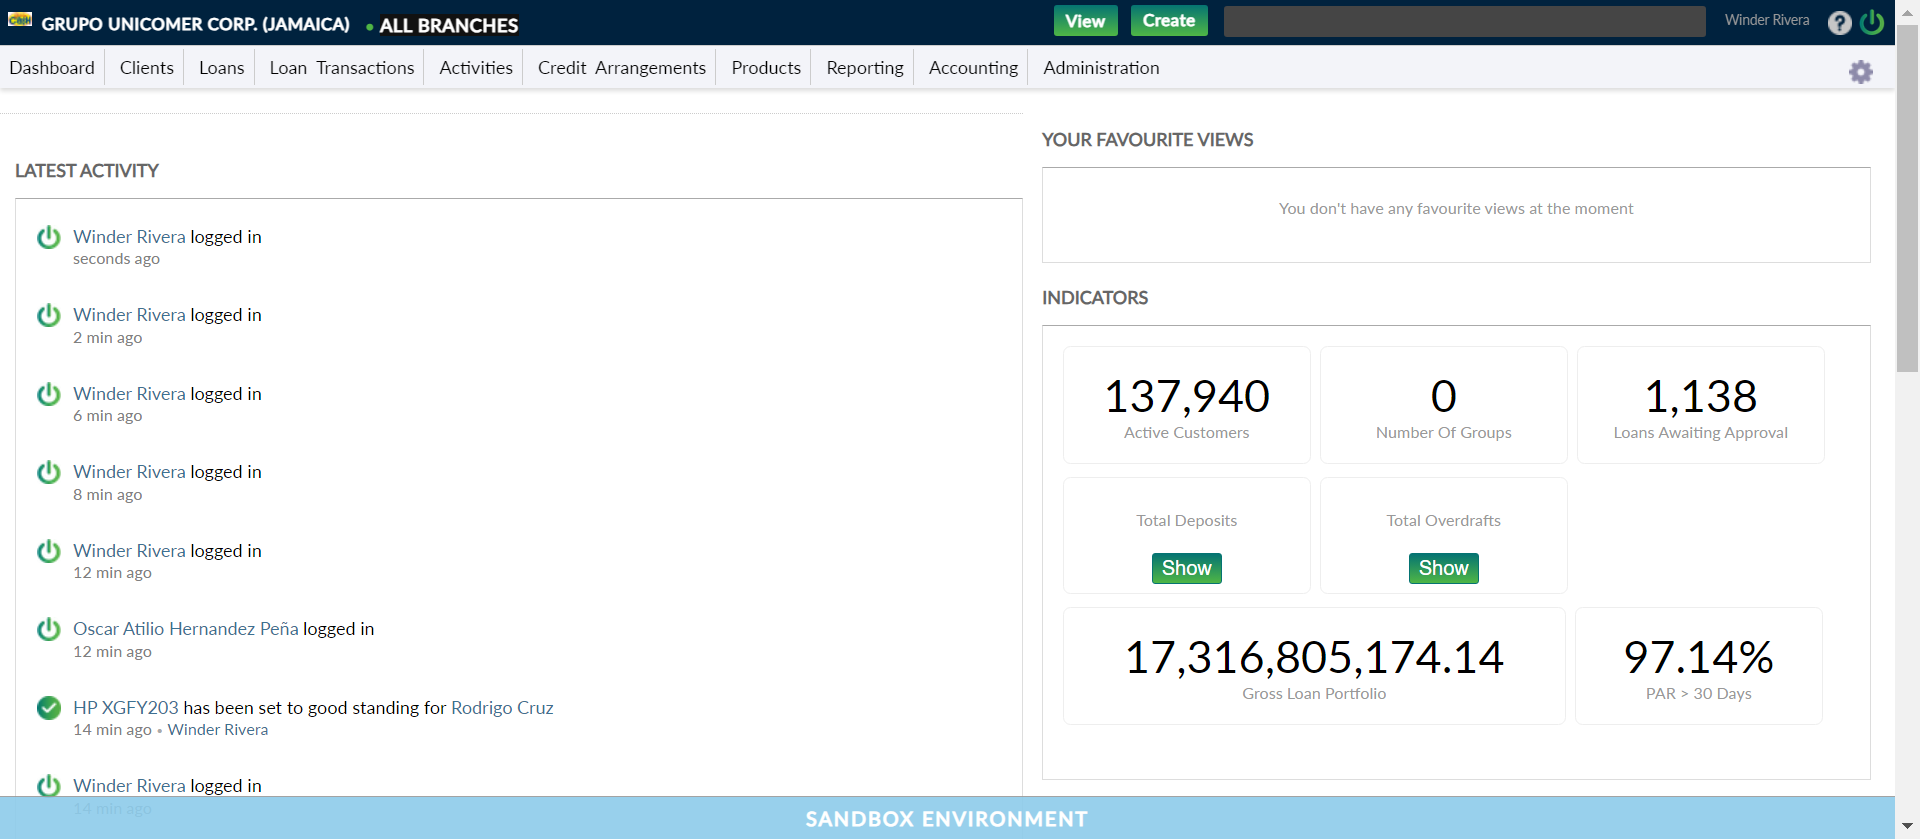 Cash
GRUPO UNICOMER CORP. (JAMAICA) • ALL BRANCHES
View Create
Winder Rivera ?
Dashboard Clients Loans Loan Transactions Activities Credit Arrangements Products Reporting Accounting Administration
LATEST ACTIVITY
Winder Rivera logged in
seconds ago
Winder Rivera logged in
2 min ago
Winder Rivera logged in
6 min ago
Winder Rivera logged in
8 min ago
Winder Rivera logged in
12 min ago
Oscar Atilio Hernandez Peña logged in
12 min ago
HP XGFY203 has been set to good standing for Rodrigo Cruz
14 min ago • Winder Rivera
Winder Rivera logged in
14 min ago
YOUR FAVOURITE VIEWS
You don't have any favourite views at the moment
INDICATORS
137,940
Active Customers
0
Number Of Groups
1,138
Loans Awaiting Approval
Total Deposits
Show
Total Overdrafts
Show
17,316,805,174.14
Gross Loan Portfolio
97.14%
PAR > 30 Days
SANDBOX ENVIRONMENT